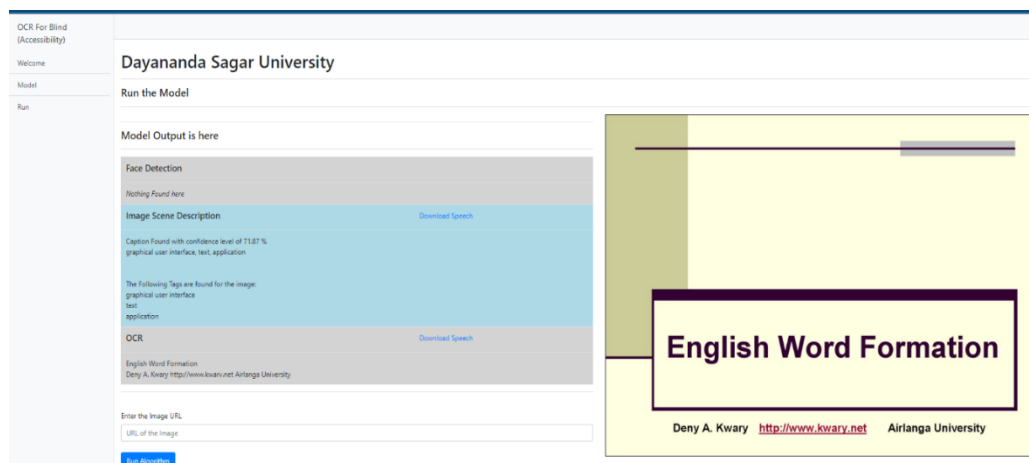 OCR For Blind
(Accessibility)
Welcome
Model
Run
Dayananda Sagar University
Run the Model
Model Output is here
Face Detection
Nothing Found here
Image Scene Description Download Speech
Caption Found with confidence level of 71.87 %
graphical user interface, text, application
The Following Tags are found for the image:
graphical user interface
text
application
OCR Download Speech
English Word Formation
Deny A. Kwary http://www.kwary.net Airlanga University
Enter the Image URL
URL of the Image
Run Algorithm
English Word Formation
Deny A. Kwary http://www.kwary.net Airlanga University